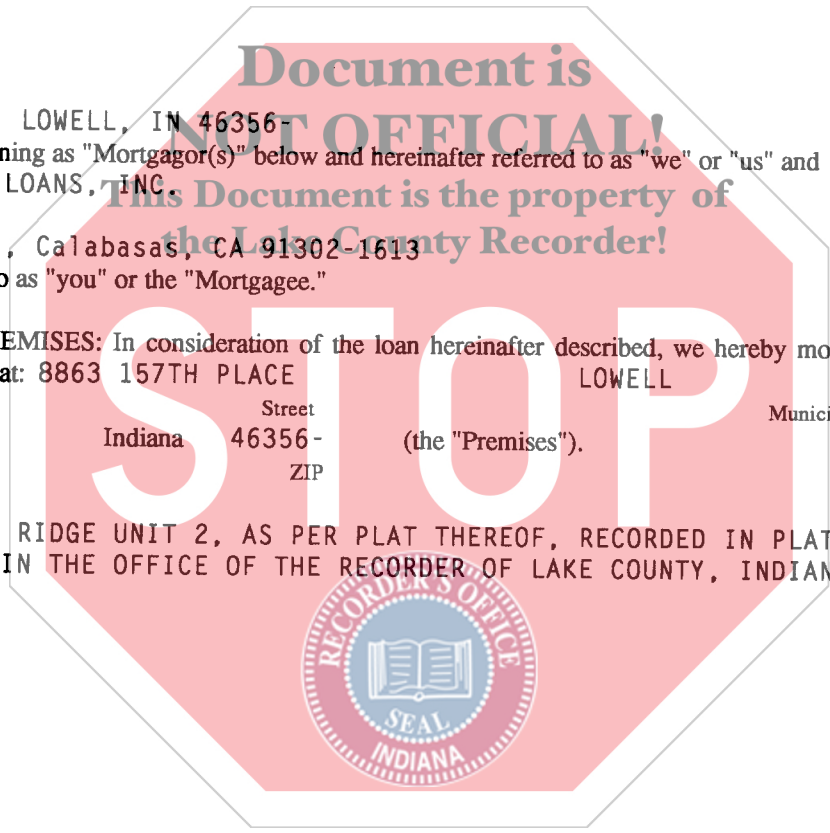 Document is
LOWELL, IN 46356-
NOT OFFICIAL!
ning as "Mortgagor(s)" below and hereinafter referred to as "we" or "us" and
LOANS, INC.
This Document is the property of
, Calabasas, CA 91302-1613
the Lake County Recorder!
o as "you" or the "Mortgagee."
EMISES: In consideration of the loan hereinafter described, we hereby mo
at: 8863 157TH PLACE LOWELL
Street Munici
Indiana 46356- (the "Premises").
ZIP
STOP
RIDGE UNIT 2, AS PER PLAT THEREOF, RECORDED IN PLAT
IN THE OFFICE OF THE RECORDER OF LAKE COUNTY, INDIAN
RECORDER'S OFFICE
SEAL
INDIANA